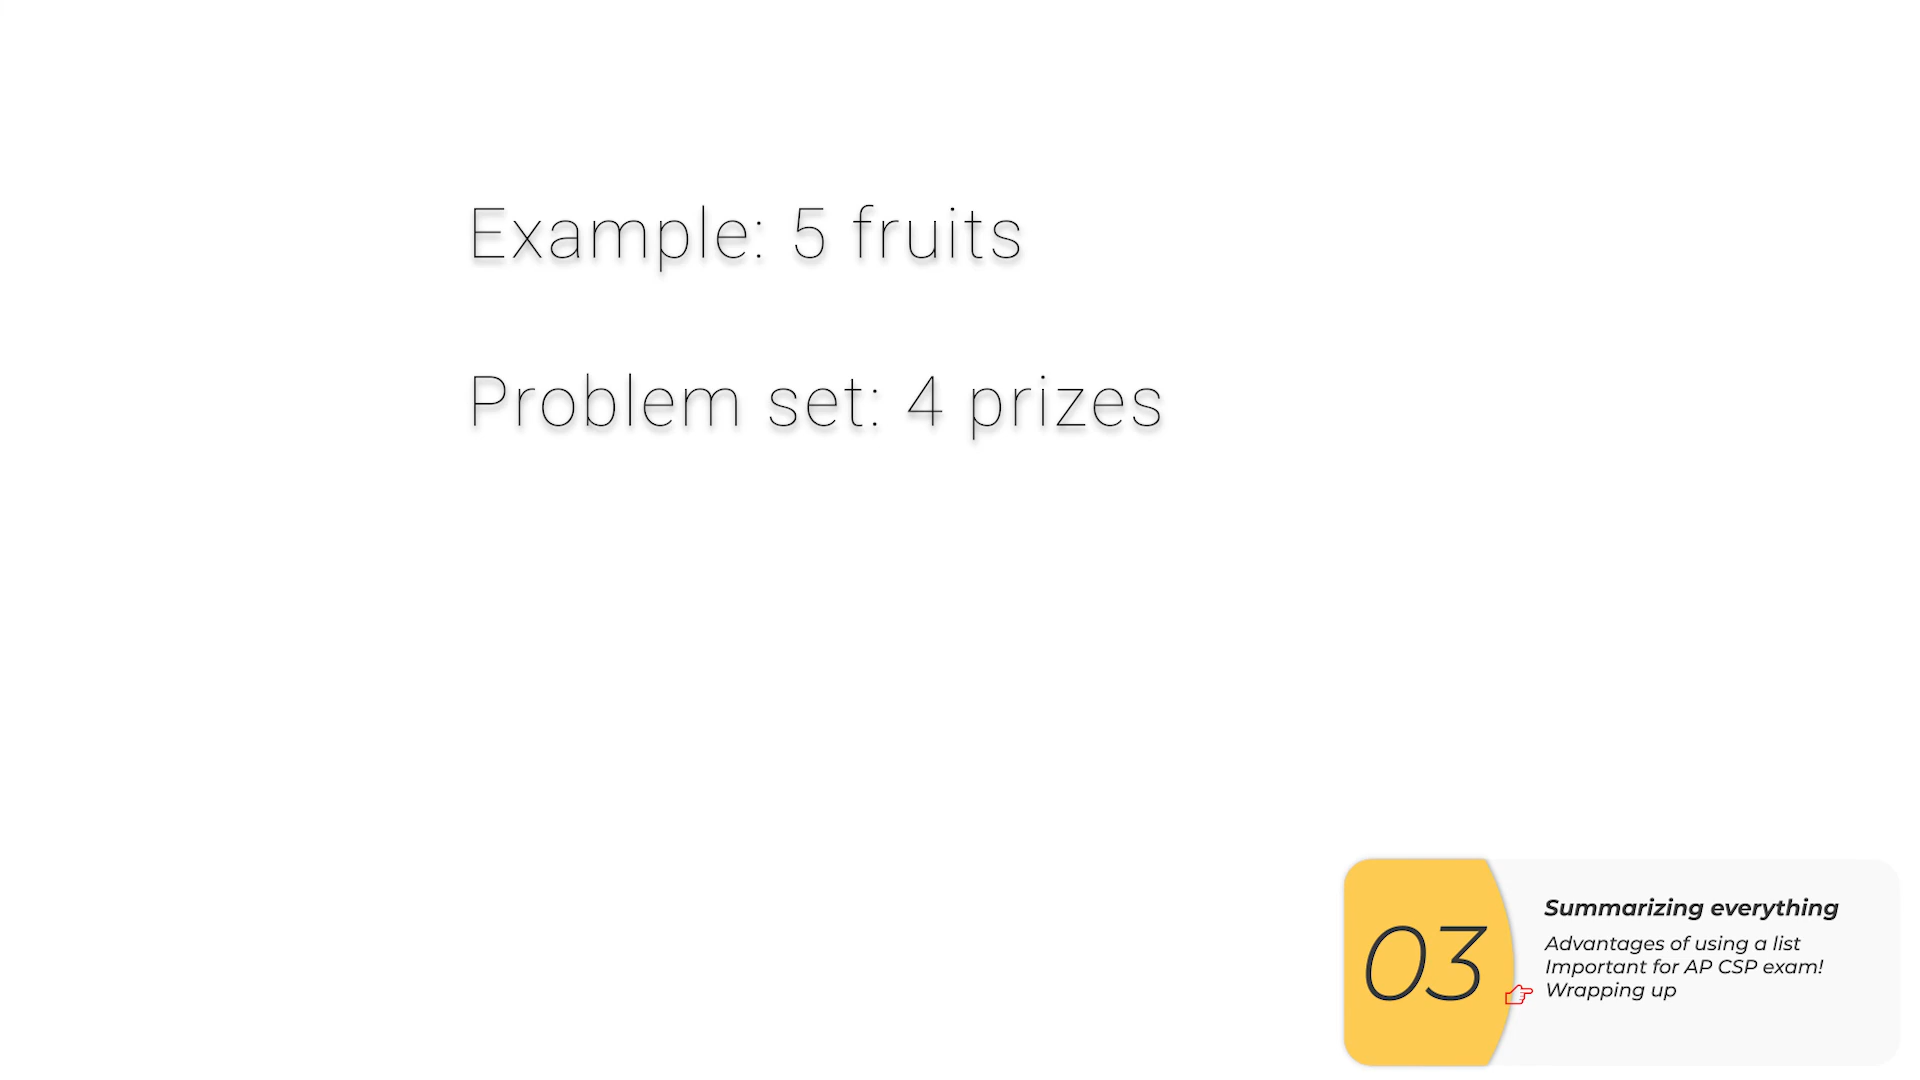 Example: 5 fruits
Problem set: 4 prizes
03
Summarizing everything
Advantages of using a list
Important for AP CSP exam!
Wrapping up